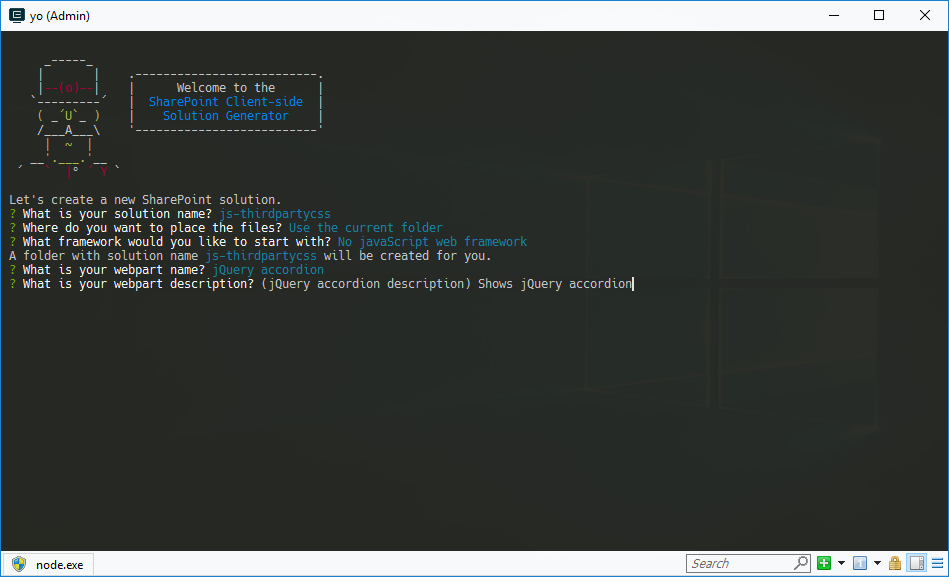 yo (Admin)
Welcome to the
SharePoint Client-side
Solution Generator
Let's create a new SharePoint solution.
? What is your solution name? js-thirdpartycss
? Where do you want to place the files? Use the current folder
? What framework would you like to start with? No javaScript web framework
A folder with solution name js-thirdpartycss will be created for you.
? What is your webpart name? jQuery accordion
? What is your webpart description? (jQuery accordion description) Shows jQuery accordion
node.exe
Search